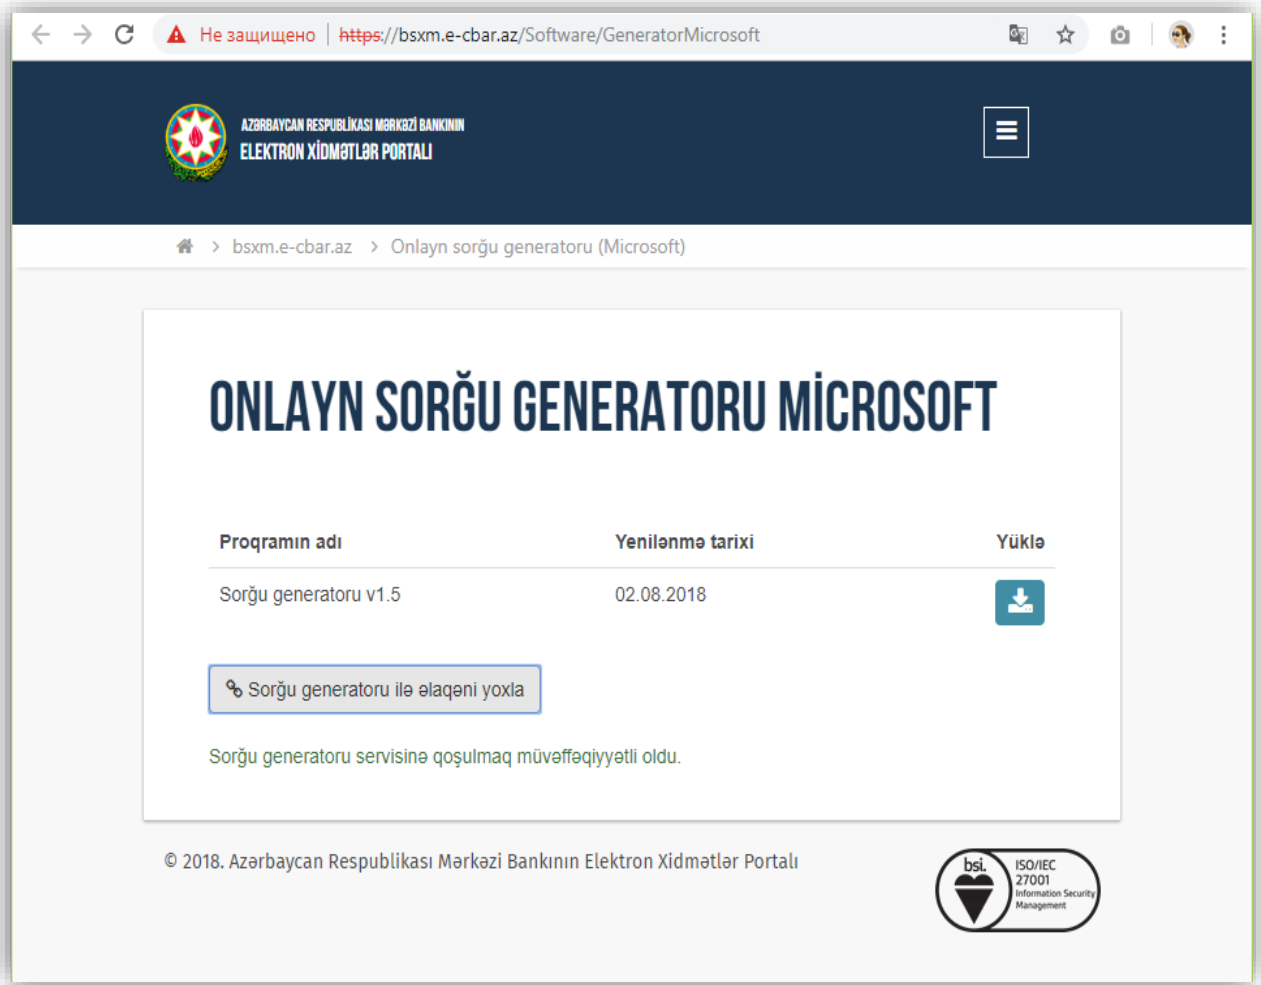 Не защищено | https://bsxm.e-cbar.az/Software/GeneratorMicrosoft
AZƏRBAYCAN RESPUBLİKASI MƏRKƏZİ BANKININ
ELEKTRON XİDMƏTLƏR PORTALI
bsxm.e-cbar.az > Onlayn sorğu generatoru (Microsoft)
ONLAYN SORĞU GENERATORU MİCROSOFT
Proqramın adı Yenilənmə tarixi Yüklə
Sorğu generatoru v1.5 02.08.2018
Sorğu generatoru ilə əlaqəni yoxla
Sorğu generatoru servisinə qoşulmaq müvəffəqiyyətli oldu.
© 2018. Azərbaycan Respublikası Mərkəzi Bankının Elektron Xidmətlər Portalı
bsi. ISO/IEC
27001
Information Security
Management